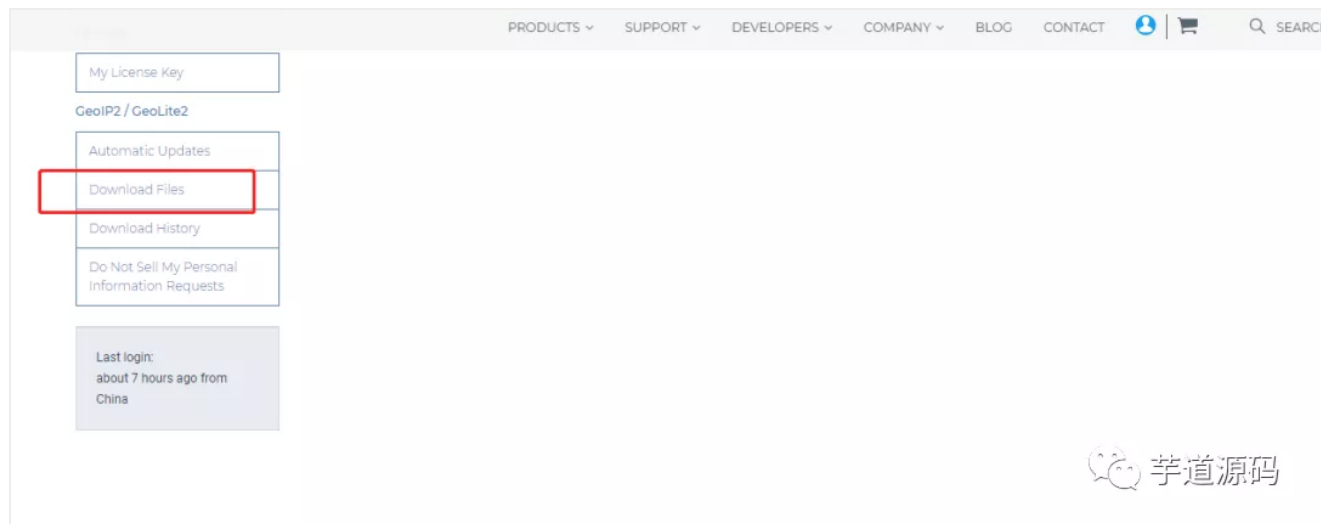 PRODUCTS SUPPORT DEVELOPERS COMPANY BLOG CONTACT
My License Key
GeoIP2 / GeoLite2
Automatic Updates
Download Files
Download History
Do Not Sell My Personal
Information Requests
Last login:
about 7 hours ago from
China
芋道源码